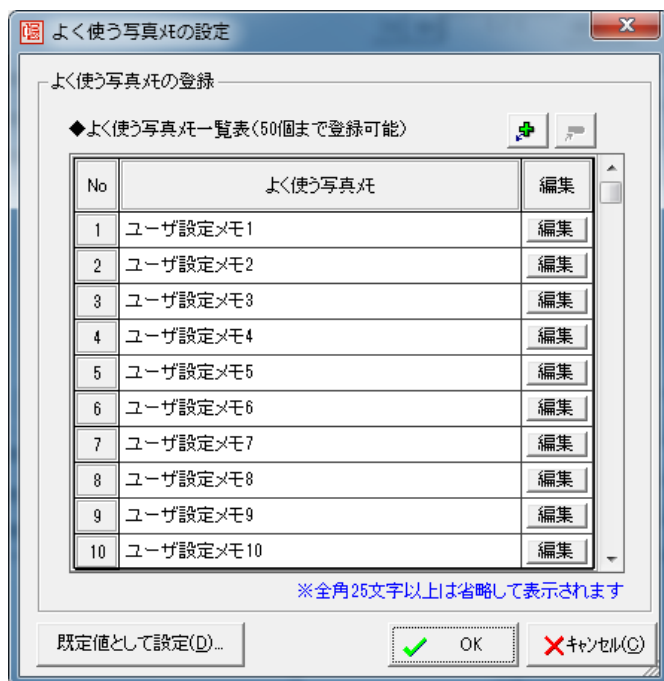 よく使う写真ﾒﾓの設定
よく使う写真ﾒﾓの登録
◆よく使う写真ﾒﾓ一覧表(50個まで登録可能)
No よく使う写真ﾒﾓ 編集
1 ユーザ設定メモ1 編集
2 ユーザ設定メモ2 編集
3 ユーザ設定メモ3 編集
4 ユーザ設定メモ4 編集
5 ユーザ設定メモ5 編集
6 ユーザ設定メモ6 編集
7 ユーザ設定メモ7 編集
8 ユーザ設定メモ8 編集
9 ユーザ設定メモ9 編集
10 ユーザ設定メモ10 編集
※全角25文字以上は省略して表示されます
既定値として設定(D)... OK ｷｬﾝｾﾙ(C)